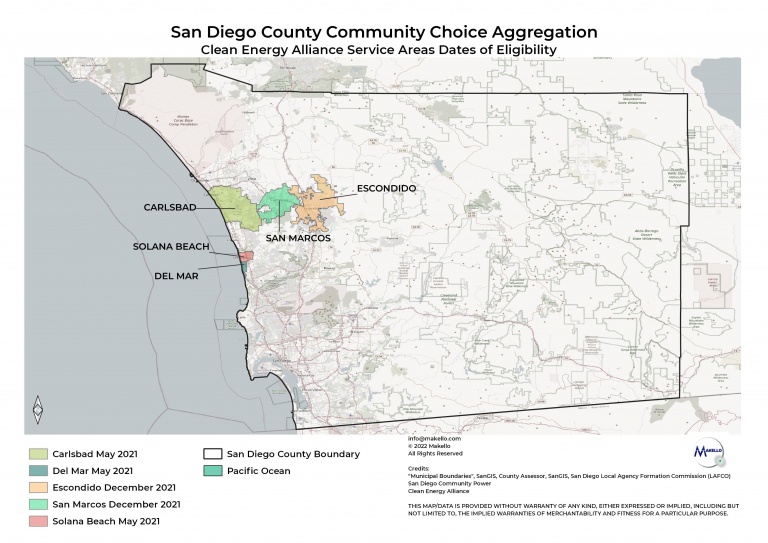 San Diego County Community Choice Aggregation
Clean Energy Alliance Service Areas Dates of Eligibility
ESCONDIDO
CARLSBAD
SAN MARCOS
SOLANA BEACH
DEL MAR
Carlsbad May 2021
Del Mar May 2021
Escondido December 2021
San Marcos December 2021
Solana Beach May 2021
San Diego County Boundary
Pacific Ocean
info@makello.com
© 2022 Makello
All Rights Reserved
Credits:
"Municipal Boundaries", SanGIS, County Assessor, SanGIS, San Diego Local Agency Formation Commission (LAFCO)
San Diego Community Power
Clean Energy Alliance
THIS MAP/DATA IS PROVIDED WITHOUT WARRANTY OF ANY KIND, EITHER EXPRESSED OR IMPLIED, INCLUDING BUT
NOT LIMITED TO, THE IMPLIED WARRANTIES OF MERCHANTABILITY AND FITNESS FOR A PARTICULAR PURPOSE.
MAKELLO